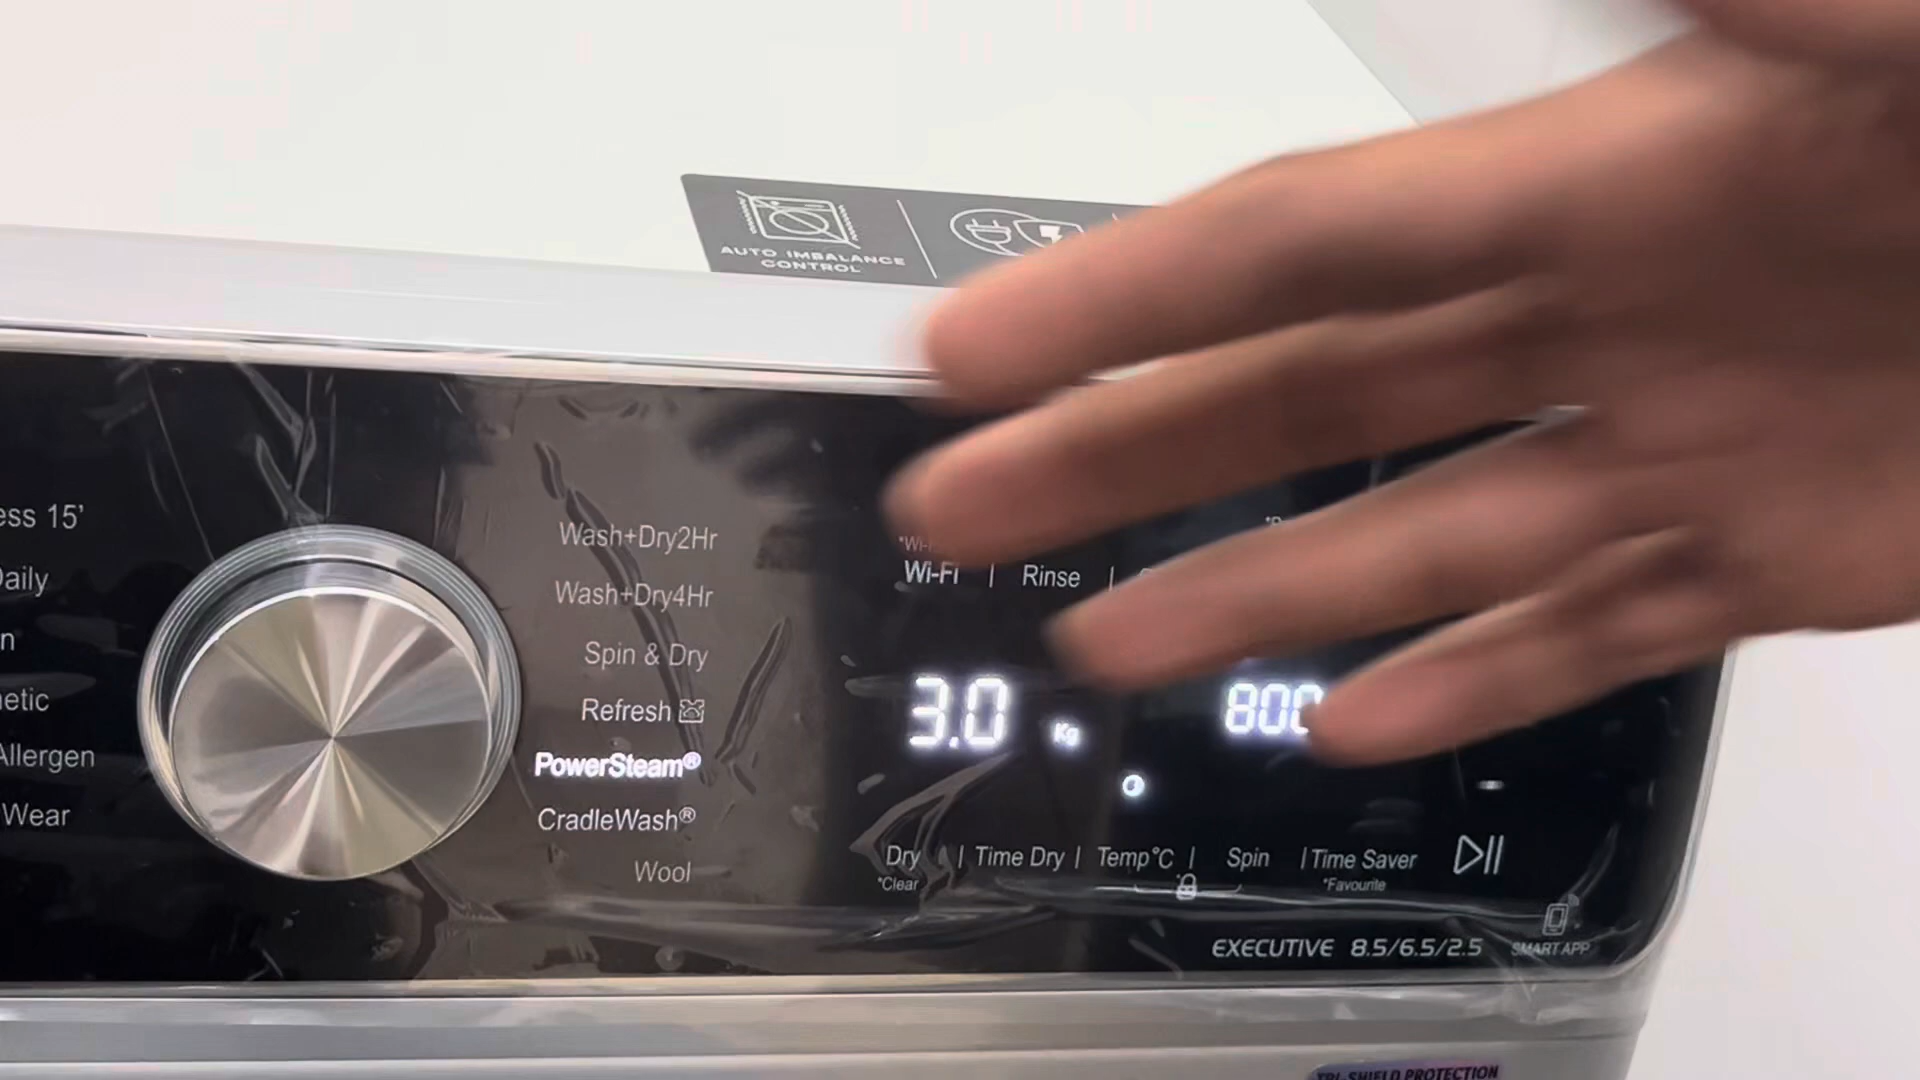 AUTO IMBALANCE
CONTROL
ess 15'
Daily
n
etic
Allergen
Wear
Wash+Dry2Hr
Wash+Dry4Hr
Spin & Dry
Refresh
PowerSteam®
CradleWash®
Wool
Wi-Fi | Rinse |
3.0 Kg
800
Dry | Time Dry | Temp°C | Spin | Time Saver
*Clear
*Favourite
EXECUTIVE 8.5/6.5/2.5
SMART APP
TRI-SHIELD PROTECTION